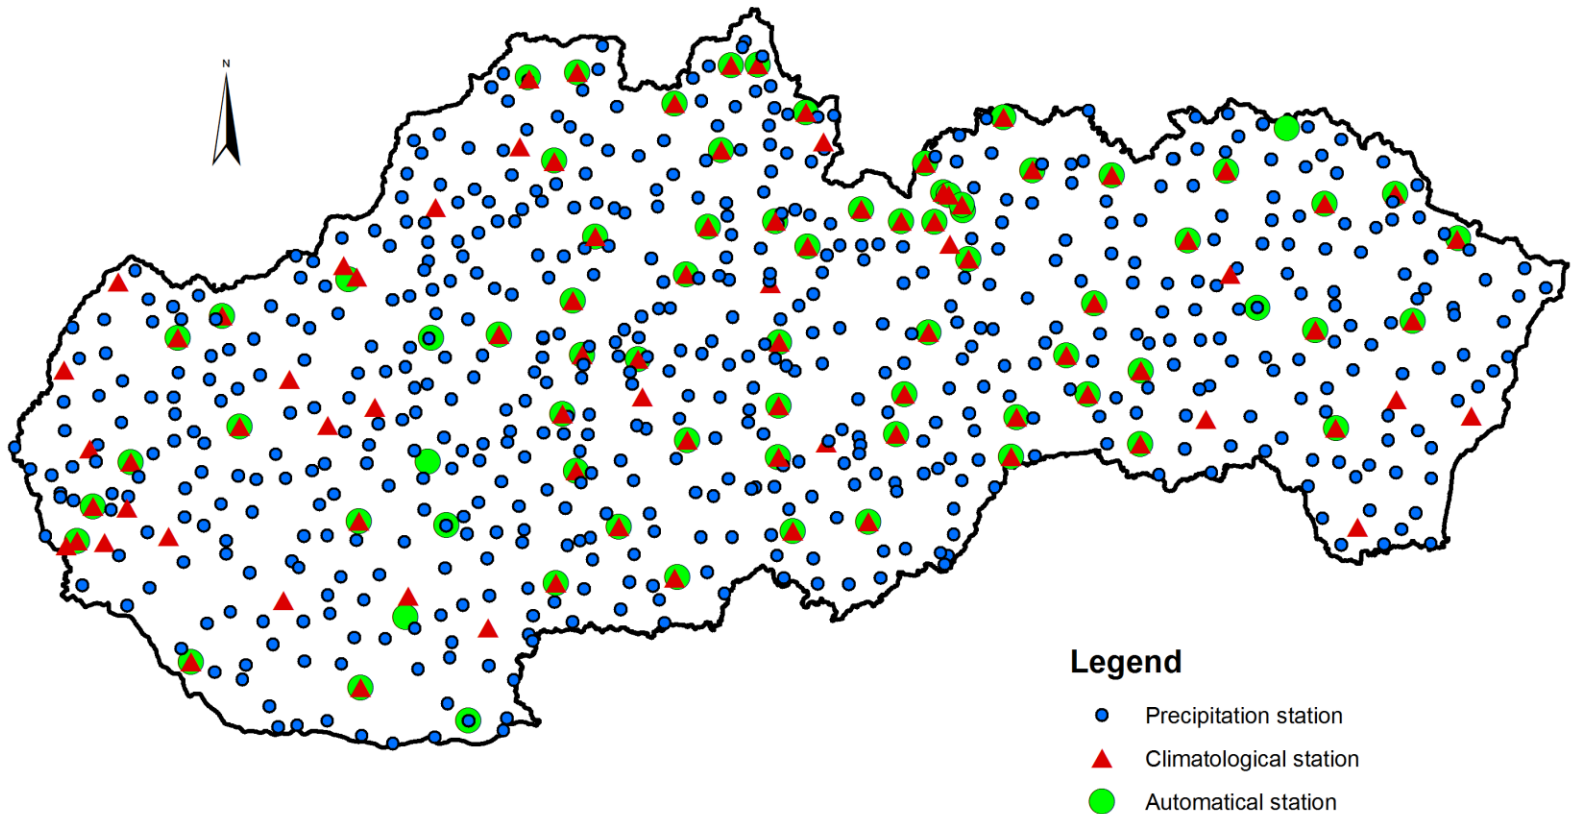 N
Legend
Precipitation station
Climatological station
Automatical station